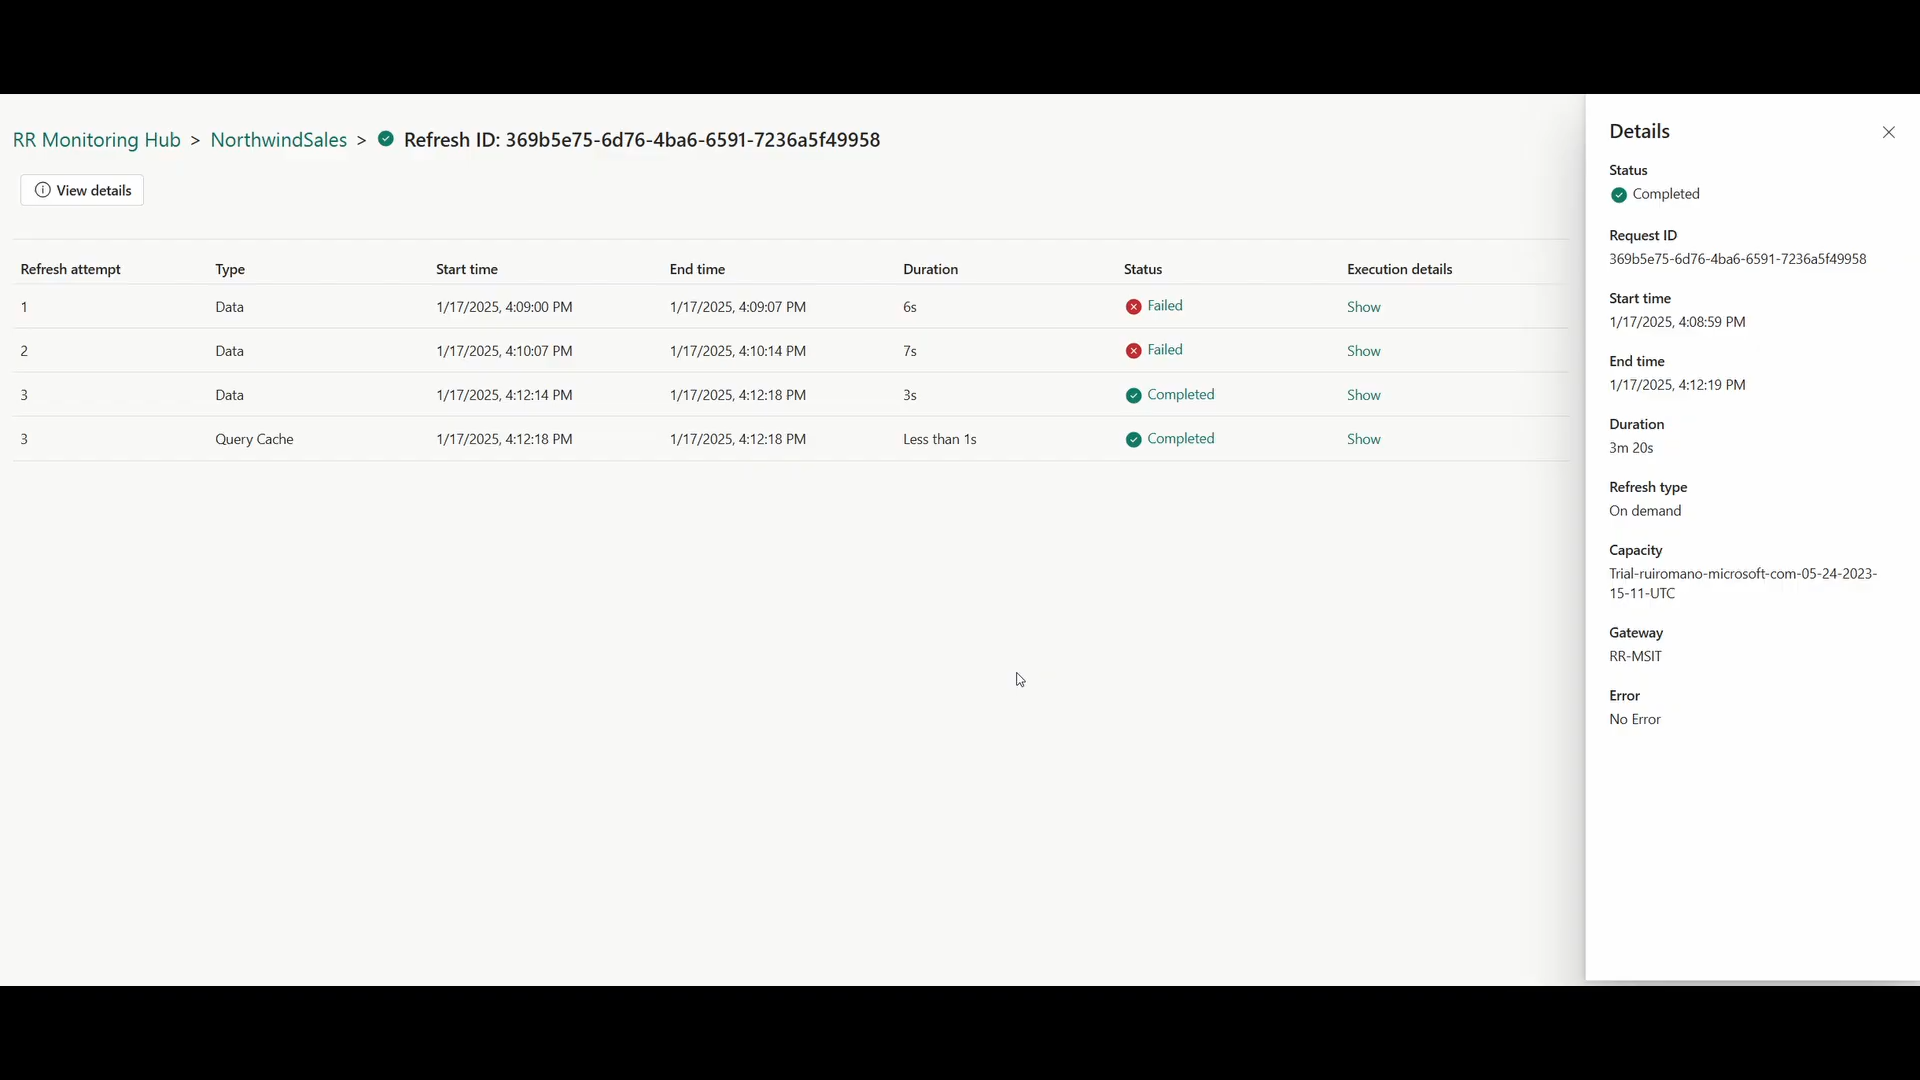 RR Monitoring Hub > NorthwindSales > Refresh ID: 369b5e75-6d76-4ba6-6591-7236a5f49958
View details
Refresh attempt Type Start time End time Duration Status Execution details
1 Data 1/17/2025, 4:09:00 PM 1/17/2025, 4:09:07 PM 6s Failed Show
2 Data 1/17/2025, 4:10:07 PM 1/17/2025, 4:10:14 PM 7s Failed Show
3 Data 1/17/2025, 4:12:14 PM 1/17/2025, 4:12:18 PM 3s Completed Show
3 Query Cache 1/17/2025, 4:12:18 PM 1/17/2025, 4:12:18 PM Less than 1s Completed Show
Details
Status
Completed
Request ID
369b5e75-6d76-4ba6-6591-7236a5f49958
Start time
1/17/2025, 4:08:59 PM
End time
1/17/2025, 4:12:19 PM
Duration
3m 20s
Refresh type
On demand
Capacity
Trial-ruiromano-microsoft-com-05-24-2023-
15-11-UTC
Gateway
RR-MSIT
Error
No Error